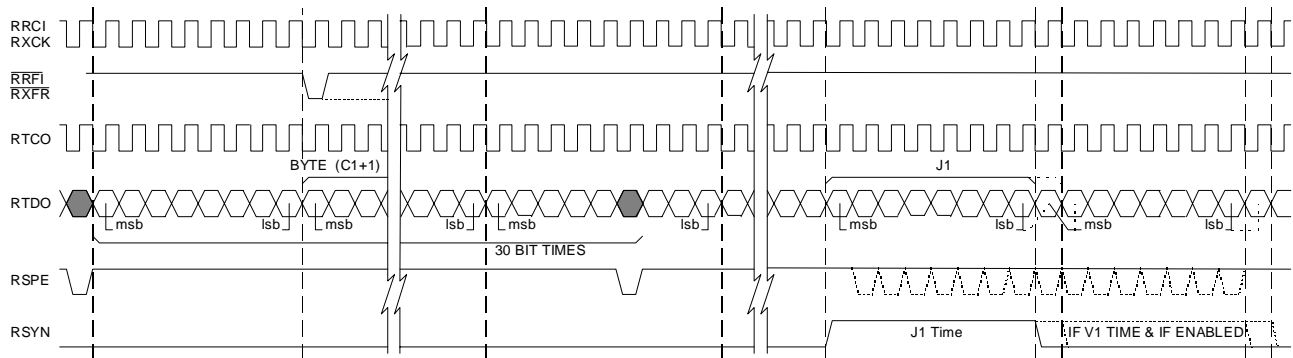 RRCI
RXCK
RRFI
RXFR
RTCO
BYTE (C1+1)
J1
RTDO
msb
lsb
msb
lsb
msb
lsb
msb
lsb
msb
lsb
30 BIT TIMES
RSPE
RSYN
J1 Time
IF V1 TIME & IF ENABLED